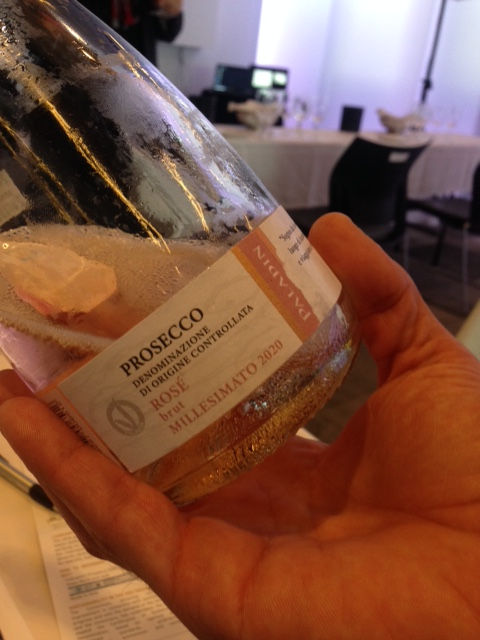 PROSECCO
DENOMINAZIONE
DI ORIGINE CONTROLLATA
ROSÉ
brut
MILLESIMATO 2020
PALADIN